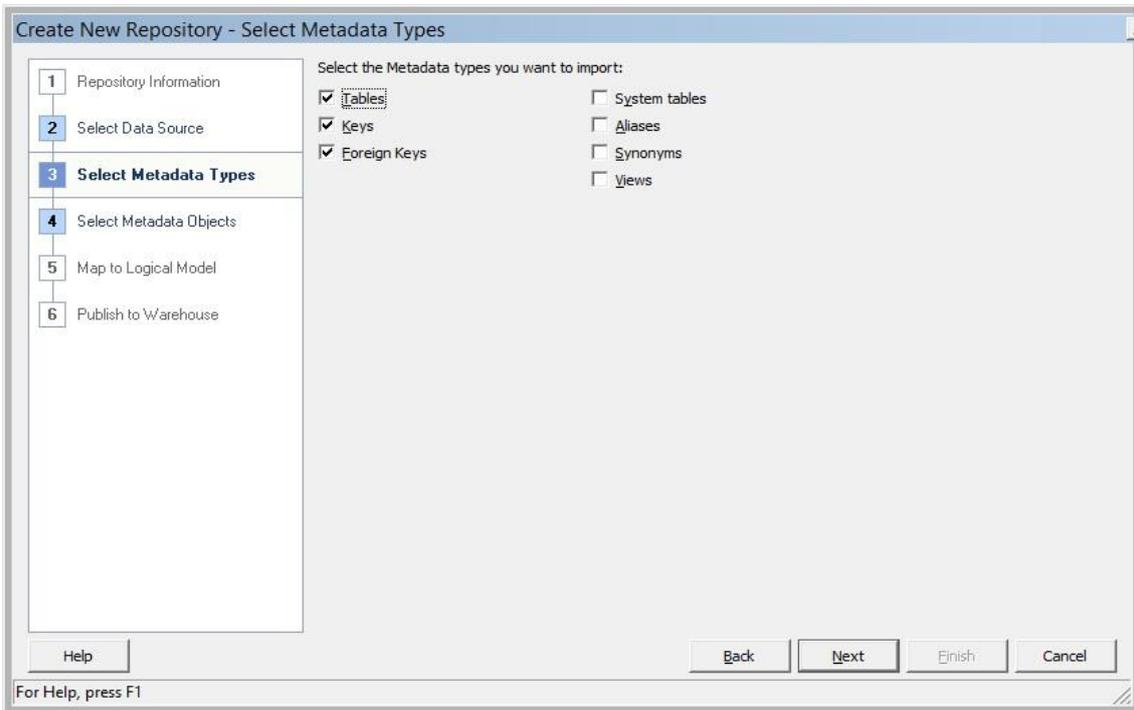 Create New Repository - Select Metadata Types
1 Repository Information
2 Select Data Source
3 Select Metadata Types
4 Select Metadata Objects
5 Map to Logical Model
6 Publish to Warehouse
Select the Metadata types you want to import:
Tables
System tables
Keys
Aliases
Foreign Keys
Synonyms
Views
Help
Back
Next
Finish
Cancel
For Help, press F1